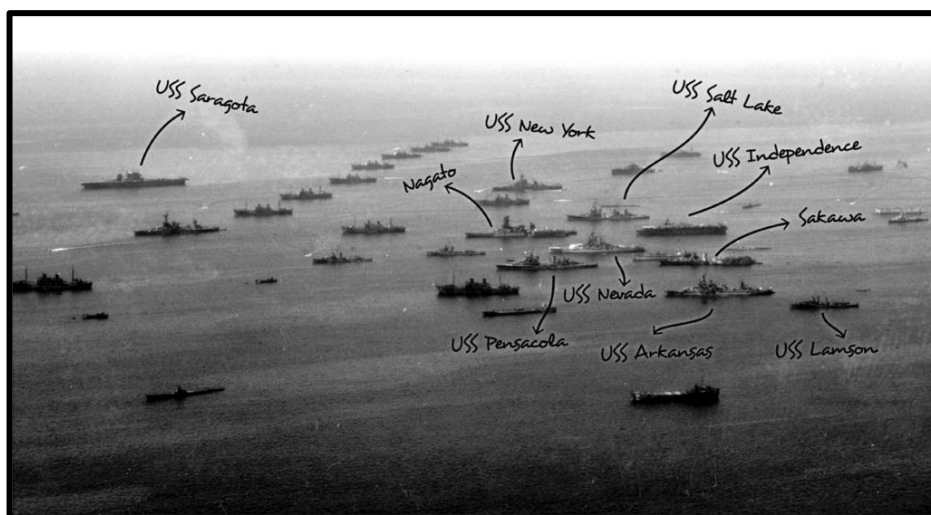 USS Saragota
USS New York
USS Salt Lake
Nagato
USS Independence
Sakawa
USS Nevada
USS Pensacola
USS Arkansas
USS Lamson